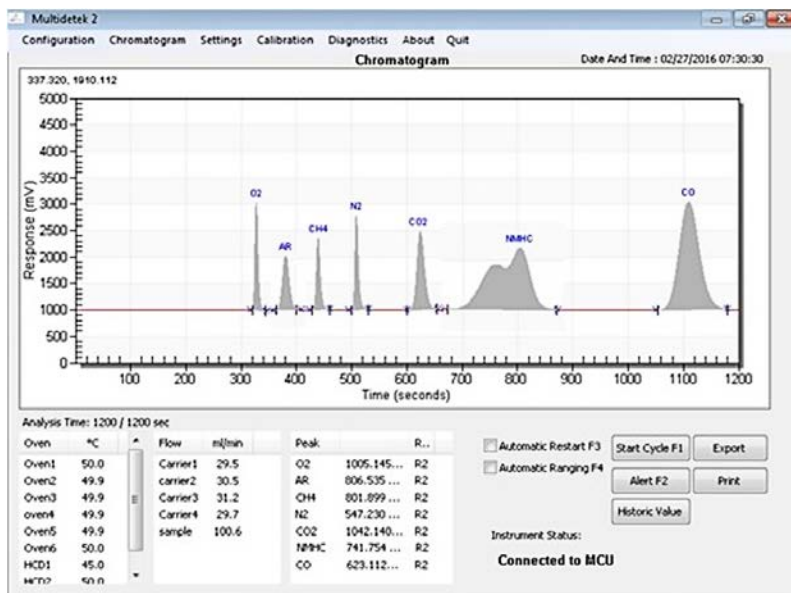 Multidetek 2
Configuration Chromatogram Settings Calibration Diagnostics About Quit
Chromatogram
Date And Time : 02/27/2016 07:30:30
337.320, 1910.112
5000
4500
4000
3500
3000
2500
2000
1500
1000
500
0
Response (mV)
O2
AR
CH4
N2
CO2
NMHC
CO
100 200 300 400 500 600 700 800 900 1000 1100 1200
Time (seconds)
Analysis Time: 1200 / 1200 sec
Oven °C
Oven1 50.0
Oven2 49.9
Oven3 49.9
oven4 49.9
Oven5 49.9
Oven6 50.0
HCD1 45.0
HCD2 50.0
Flow ml/min
Carrier1 29.5
carrier2 30.5
Carrier3 31.2
Carrier4 29.7
sample 100.6
Peak R..
O2 1005.145... R2
AR 806.535 ... R2
CH4 801.899 ... R2
N2 547.230 ... R2
CO2 1042.140... R2
NMHC 741.754 ... R2
CO 623.112... R2
Automatic Restart F3
Automatic Ranging F4
Start Cycle F1
Export
Alert F2
Print
Historic Value
Instrument Status:
Connected to MCU